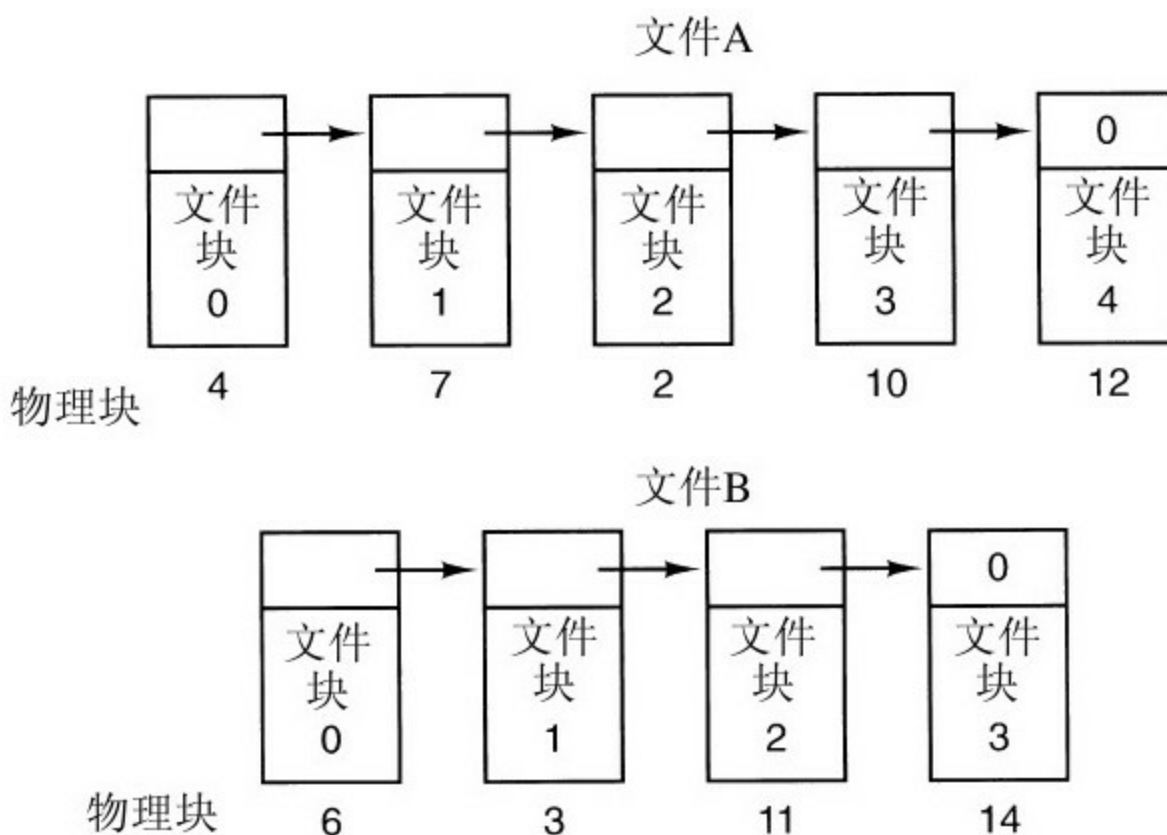 文件A
0
文件 文件 文件 文件 文件
块 块 块 块 块
0 1 2 3 4
物理块 4 7 2 10 12
文件B
0
文件 文件 文件 文件
块 块 块 块
0 1 2 3
物理块 6 3 11 14